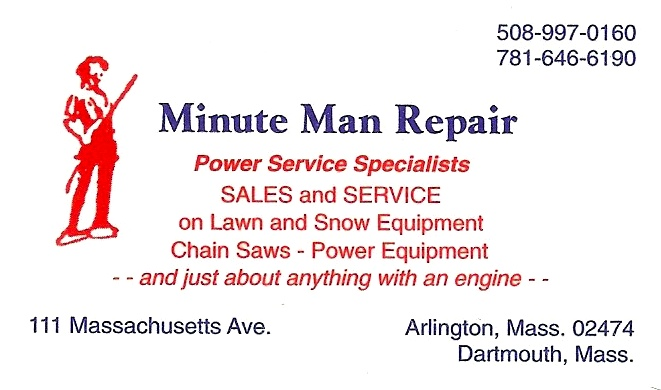 508-997-0160
781-646-6190
Minute Man Repair
Power Service Specialists
SALES and SERVICE
on Lawn and Snow Equipment
Chain Saws - Power Equipment
- - and just about anything with an engine - -
111 Massachusetts Ave.
Arlington, Mass. 02474
Dartmouth, Mass.